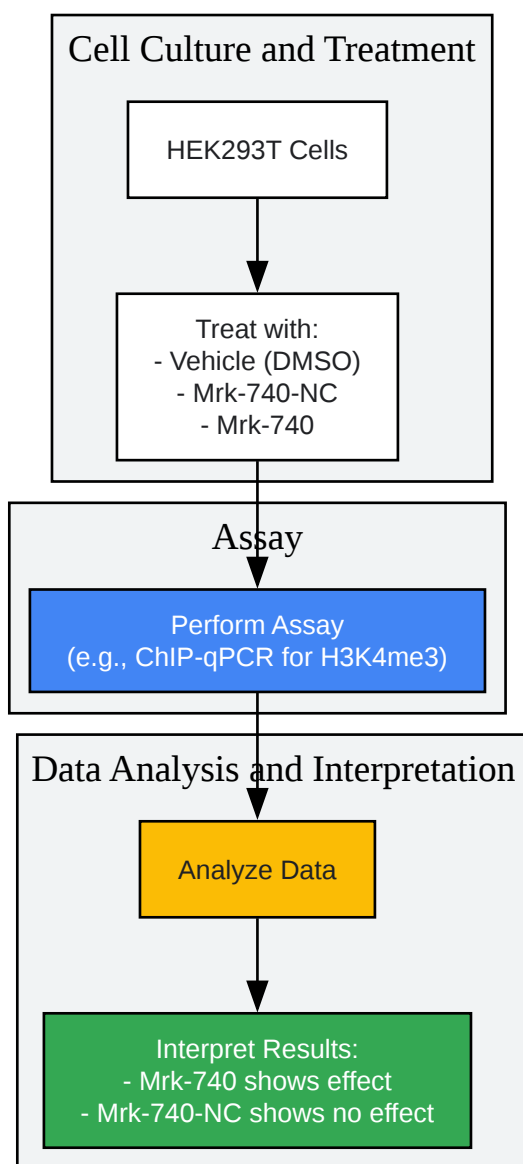 Cell Culture and Treatment
HEK293T Cells
Treat with:
- Vehicle (DMSO)
- Mrk-740-NC
- Mrk-740
Assay
Perform Assay
(e.g., ChIP-qPCR for H3K4me3)
Data Analysis and Interpretation
Analyze Data
Interpret Results:
- Mrk-740 shows effect
- Mrk-740-NC shows no effect